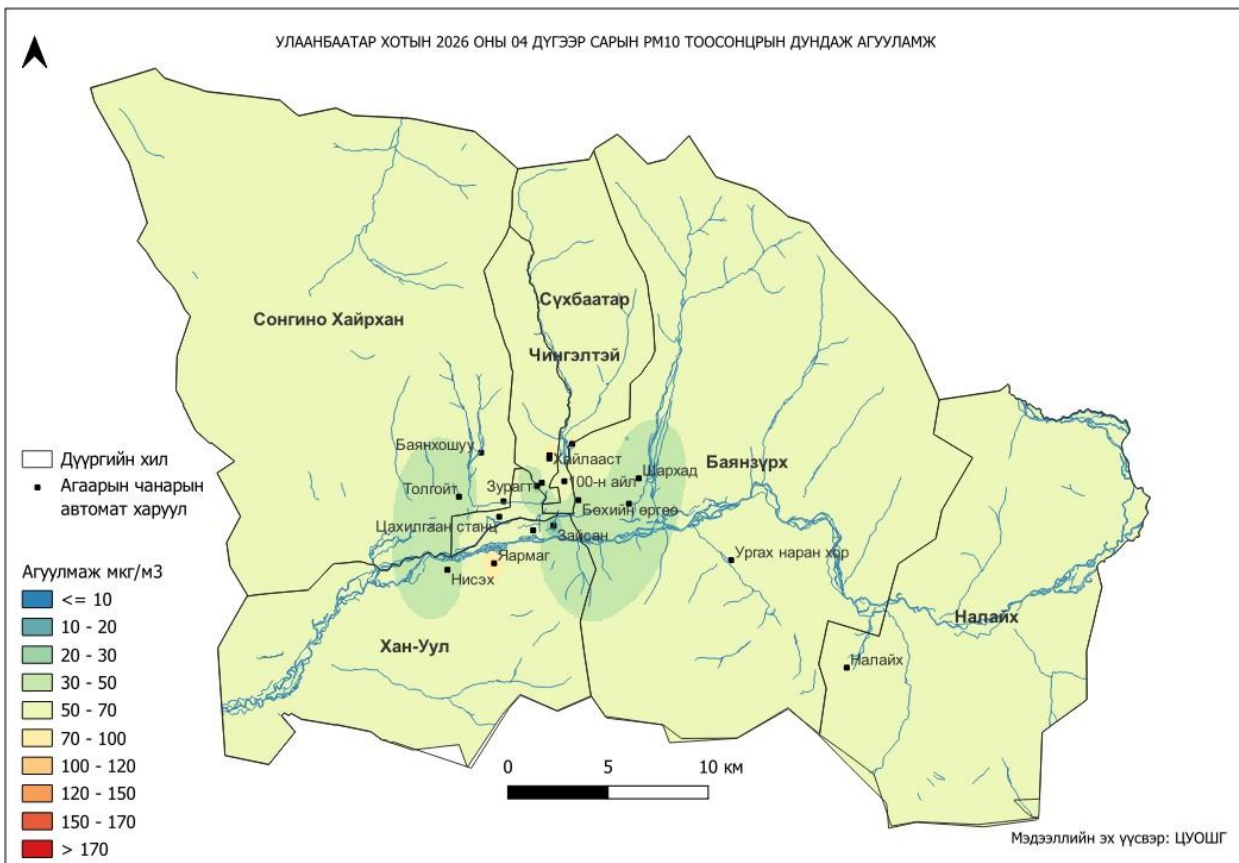 УЛААНБААТАР ХОТЫН 2026 ОНЫ 04 ДҮГЭЭР САРЫН РМ10 ТООСОНЦРЫН ДУНДАЖ АГУУЛАМЖ
Сүхбаатар
Сонгино Хайрхан
Чингэлтэй
Баянхошуу
Хайлааст
Баянзүрх
Шархад
Толгойт
Зурагт
100-н айл
Бөхийн өргөө
Цахилгаан станц
Зайсан
Яармаг
Ургах наран хор
Нисэх
Хан-Уул
Налайх
Налайх
Дүүргийн хил
Агаарын чанарын
автомат харуул
Агуулмаж мкг/м3
<= 10
10 - 20
20 - 30
30 - 50
50 - 70
70 - 100
100 - 120
120 - 150
150 - 170
> 170
0 5 10 км
Мэдээллийн эх үүсвэр: ЦУОШГ